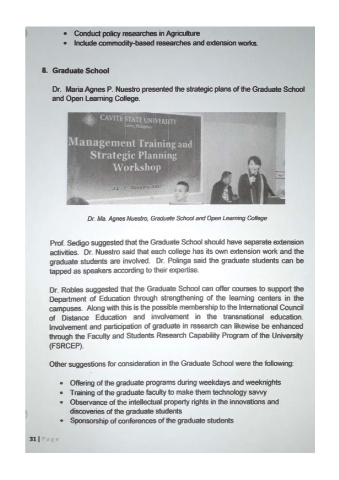 • Conduct policy researches in Agriculture
• Include commodity-based researches and extension works.
8. Graduate School
Dr. Maria Agnes P. Nuestro presented the strategic plans of the Graduate School
and Open Learning College.
CAVITE STATE UNIVERSITY
Management Training and
Strategic Planning
Workshop
Dr. Ma. Agnes Nuestro, Graduate School and Open Learning College
Prof. Sedigo suggested that the Graduate School should have separate extension
activities. Dr. Nuestro said that each college has its own extension work and the
graduate students are involved. Dr. Polinga said the graduate students can be
tapped as speakers according to their expertise.
Dr. Robles suggested that the Graduate School can offer courses to support the
Department of Education through strengthening of the learning centers in the
campuses. Along with this is the possible membership to the International Council
of Distance Education and involvement in the transnational education.
Involvement and participation of graduate in research can likewise be enhanced
through the Faculty and Students Research Capability Program of the University
(FSRCEP).
Other suggestions for consideration in the Graduate School were the following:
• Offering of the graduate programs during weekdays and weeknights
• Training of the graduate faculty to make them technology savvy
• Observance of the intellectual property rights in the innovations and
discoveries of the graduate students
• Sponsorship of conferences of the graduate students
31 | Page